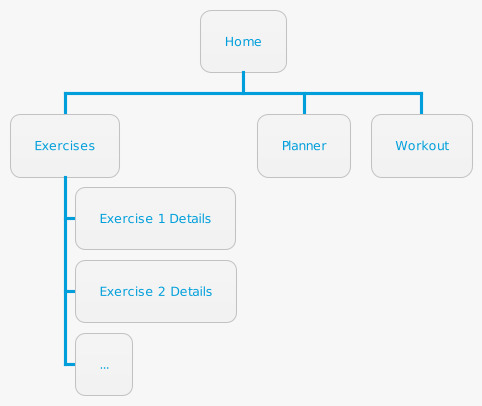 Home
Exercises
Planner
Workout
Exercise 1 Details
Exercise 2 Details
...